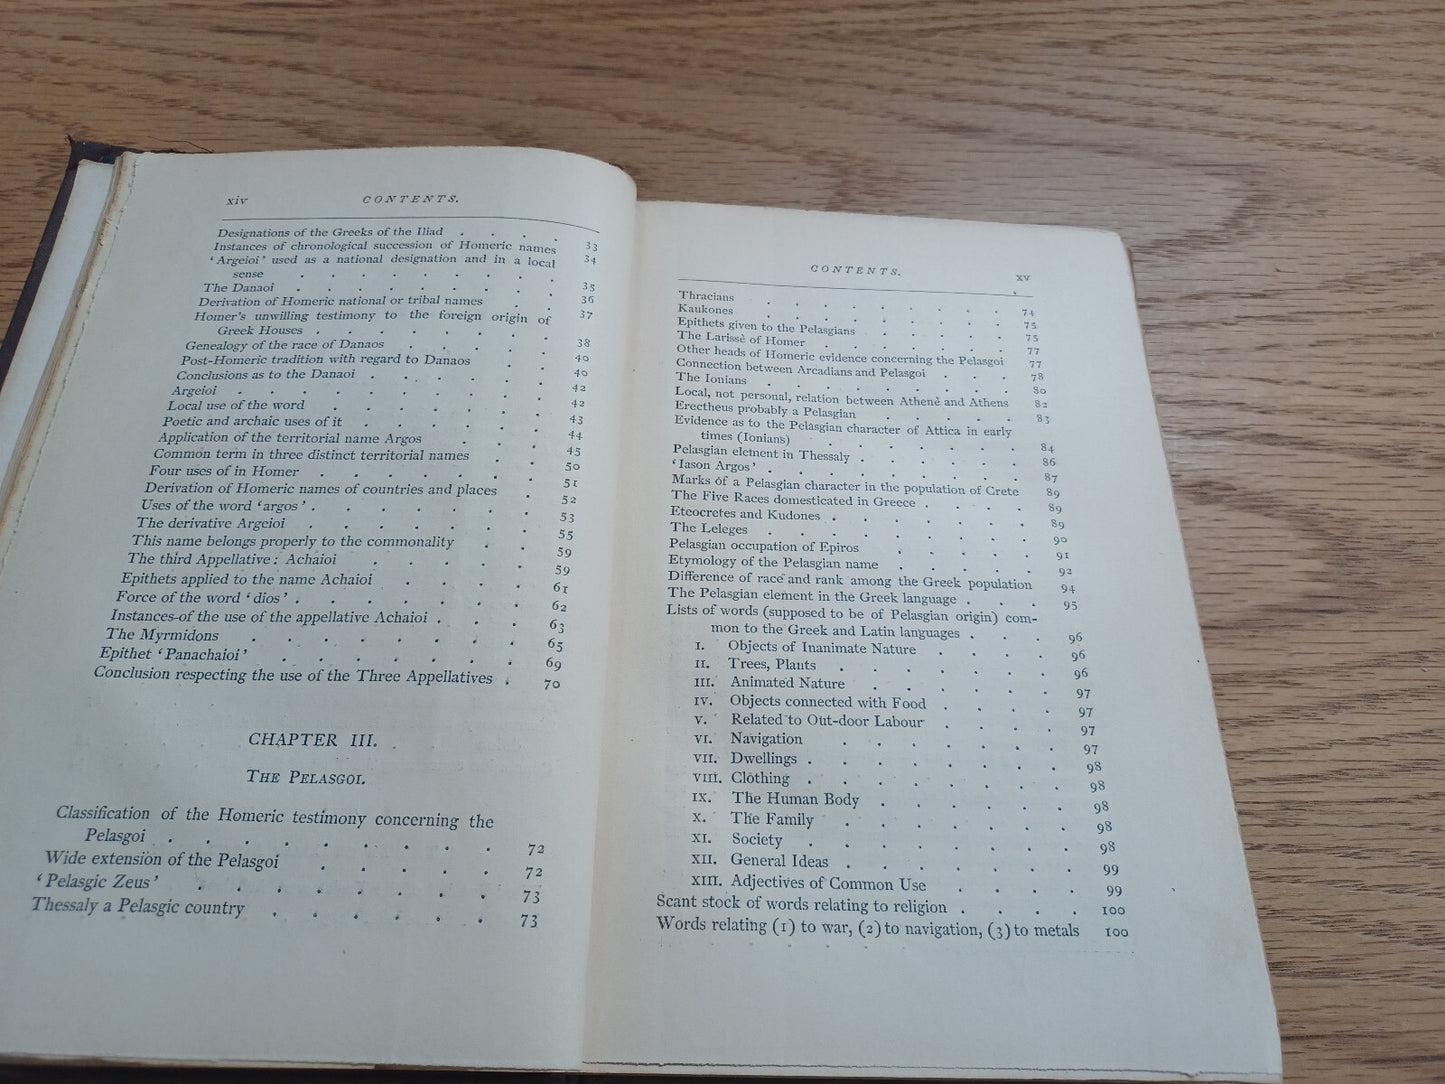 xiv CONTENTS.
Designations of the Greeks of the Iliad . . . . 33
Instances of chronological succession of Homeric names 34
‘Argeioi’ used as a national designation and in a local
sense . . . . . . . . 35
The Danaoi . . . . . . . . 36
Derivation of Homeric national or tribal names . . 37
Homer's unwilling testimony to the foreign origin of
Greek Houses . . . . . . . 38
Genealogy of the race of Danaos . . . . . 40
Post-Homeric tradition with regard to Danaos . . 40
Conclusions as to the Danaoi . . . . . 42
Argeioi . . . . . . . . 42
Local use of the word . . . . . . 43
Poetic and archaic uses of it . . . . . 44
Application of the territorial name Argos . . . 45
Common term in three distinct territorial names . . 50
Four uses of in Homer . . . . . . 51
Derivation of Homeric names of countries and places . 52
Uses of the word ‘argos’ . . . . . . 53
The derivative Argeioi . . . . . . 55
This name belongs properly to the commonality . . 59
The third Appellative: Achaioi . . . . 59
Epithets applied to the name Achaioi . . . . 61
Force of the word ‘dios’ . . . . . . 62
Instances of the use of the appellative Achaioi . . . 63
The Myrmidons . . . . . . . 65
Epithet ‘Panachaioi’ . . . . . . 69
Conclusion respecting the use of the Three Appellatives . 70
CHAPTER III.
THE PELASGOI.
Classification of the Homeric testimony concerning the
Pelasgoi . . . . . . . . 72
Wide extension of the Pelasgoi . . . . . 72
‘Pelasgic Zeus’ . . . . . . . 73
Thessaly a Pelasgic country . . . . . 73
CONTENTS. xv
Thracians . . . . . . . 74
Kaukones . . . . . . . 75
Epithets given to the Pelasgians . . . . 75
The Larissè of Homer . . . . . 77
Other heads of Homeric evidence concerning the Pelasgoi 77
Connection between Arcadians and Pelasgoi . . . 78
The Ionians . . . . . . . 80
Local, not personal, relation between Athenè and Athens 82
Erectheus probably a Pelasgian . . . . 83
Evidence as to the Pelasgian character of Attica in early
times (Ionians) . . . . . . 84
Pelasgian element in Thessaly . . . . . 86
‘Iason Argos’ . . . . . . . 87
Marks of a Pelasgian character in the population of Crete 89
The Five Races domesticated in Greece . . . . 89
Eteocretes and Kudones . . . . . . 89
The Leleges . . . . . . . 90
Pelasgian occupation of Epiros . . . . 91
Etymology of the Pelasgian name . . . . 92
Difference of race and rank among the Greek population 94
The Pelasgian element in the Greek language . . . 95
Lists of words (supposed to be of Pelasgian origin) com-
mon to the Greek and Latin languages . . . 96
I. Objects of Inanimate Nature . . . . 96
II. Trees, Plants . . . . . . 96
III. Animated Nature . . . . . 97
IV. Objects connected with Food . . . . 97
V. Related to Out-door Labour . . . . 97
VI. Navigation . . . . . . 97
VII. Dwellings . . . . . . . 98
VIII. Clothing . . . . . . . 98
IX. The Human Body . . . . . 98
X. The Family . . . . . . 98
XI. Society . . . . . . . 98
XII. General Ideas . . . . . . 99
XIII. Adjectives of Common Use . . . . 99
Scant stock of words relating to religion . . . . 100
Words relating (1) to war, (2) to navigation, (3) to metals 100